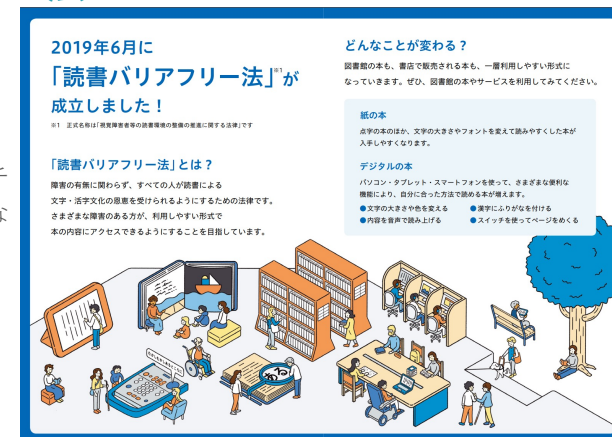 2019年6月に
「読書バリアフリー法」※1が
成立しました！
※1 正式名称は「視覚障害者等の読書環境の整備の推進に関する法律」です
「読書バリアフリー法」とは？
障害の有無に関わらず、すべての人が読書による
文字・活字文化の恩恵を受けられるようにするための法律です。
さまざまな障害のある方が、利用しやすい形式で
本の内容にアクセスできるようにすることを目指しています。
どんなことが変わる？
図書館の本も、書店で販売される本も、一層利用しやすい形式に
なっていきます。ぜひ、図書館の本やサービスを利用してみてください。
紙の本
点字の本のほか、文字の大きさやフォントを変えて読みやすくした本が
入手しやすくなります。
デジタルの本
パソコン・タブレット・スマートフォンを使って、さまざまな便利な
機能により、自分に合った方法で読める本が増えます。
●文字の大きさや色を変える ●漢字にふりがなを付ける
●内容を音声で読み上げる ●スイッチを使ってページをめくる